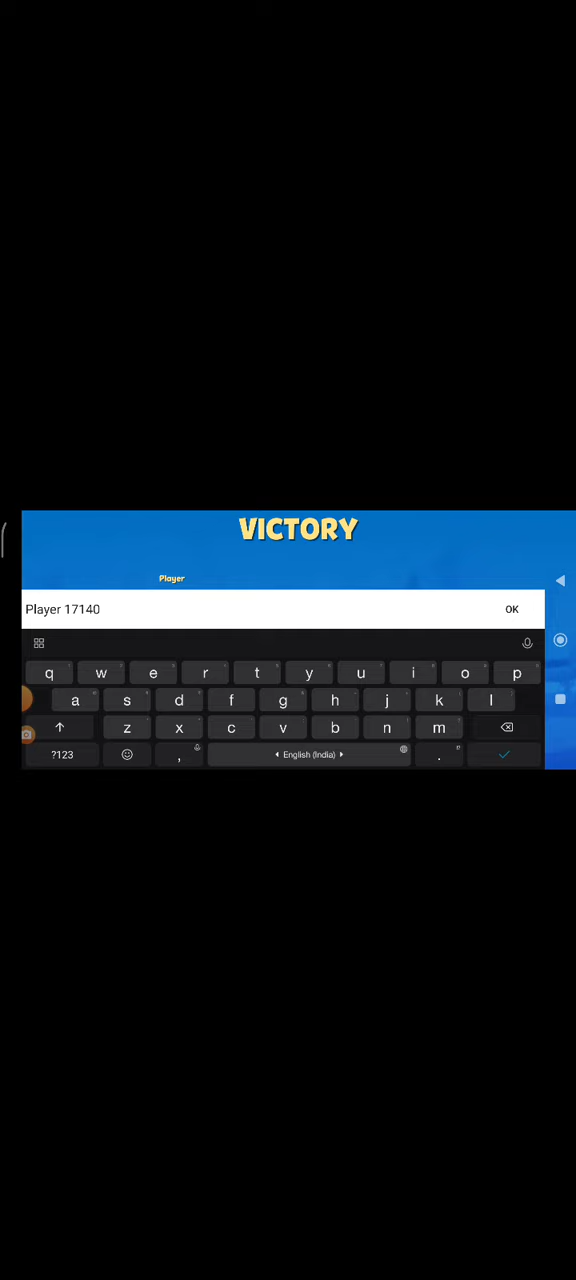 VICTORY
Player
Player 17140 OK
q w e r t y u i o p
a s d f g h j k l
z x c v b n m
?123 , English (India) .